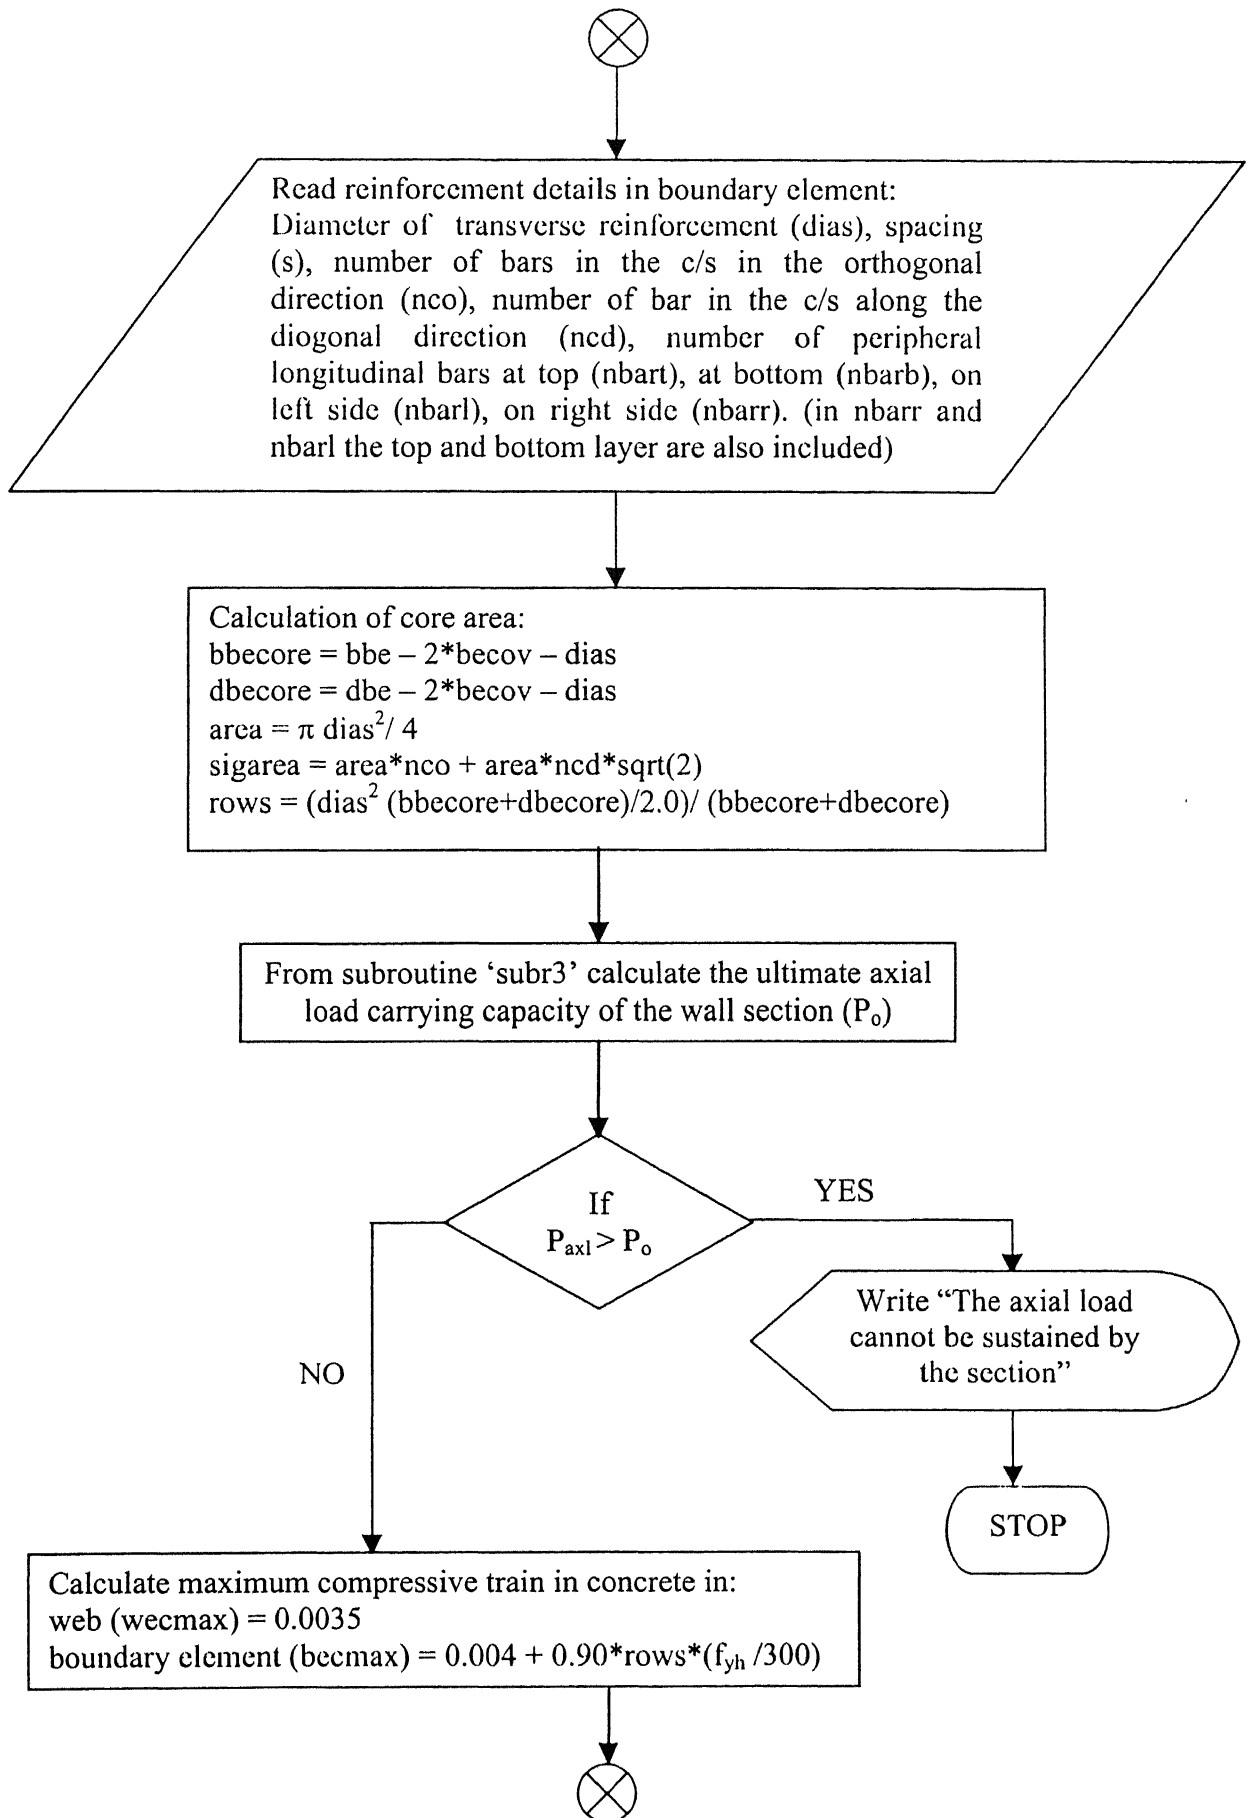 Read reinforcement details in boundary element:
Diameter of transverse reinforcement (dias), spacing
(s), number of bars in the c/s in the orthogonal
direction (nco), number of bar in the c/s along the
diogonal direction (ncd), number of peripheral
longitudinal bars at top (nbart), at bottom (nbarb), on
left side (nbarl), on right side (nbarr). (in nbarr and
nbarl the top and bottom layer are also included)
Calculation of core area:
bbecore = bbe – 2*becov – dias
dbecore = dbe – 2*becov – dias
area = π dias²/ 4
sigarea = area*nco + area*ncd*sqrt(2)
rows = (dias² (bbecore+dbecore)/2.0)/ (bbecore+dbecore)
From subroutine ‘subr3’ calculate the ultimate axial
load carrying capacity of the wall section (Pₒ)
If
Pₐₓₗ > Pₒ
YES
NO
Write “The axial load
cannot be sustained by
the section”
STOP
Calculate maximum compressive train in concrete in:
web (wecmax) = 0.0035
boundary element (becmax) = 0.004 + 0.90*rows*(f_yh /300)